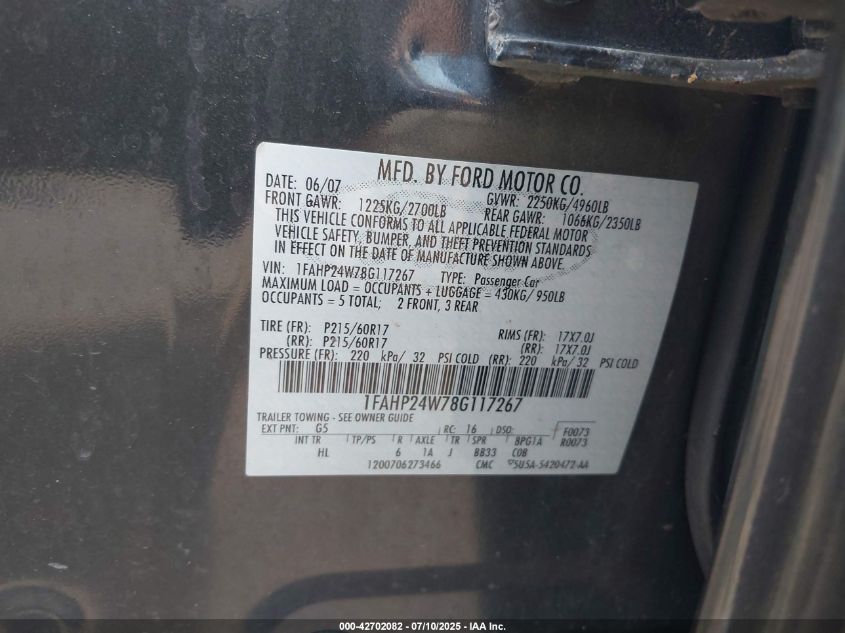 MFD. BY FORD MOTOR CO.
DATE: 06/07 GVWR: 2250KG/4960LB
FRONT GAWR: 1225KG/2700LB REAR GAWR: 1066KG/2350LB
THIS VEHICLE CONFORMS TO ALL APPLICABLE FEDERAL MOTOR
VEHICLE SAFETY, BUMPER, AND THEFT PREVENTION STANDARDS
IN EFFECT ON THE DATE OF MANUFACTURE SHOWN ABOVE.
VIN: 1FAHP24W78G117267 TYPE: Passenger Car
MAXIMUM LOAD = OCCUPANTS + LUGGAGE = 430KG/ 950LB
OCCUPANTS = 5 TOTAL; 2 FRONT, 3 REAR
TIRE (FR): P215/60R17 RIMS (FR): 17X7.0J
(RR): P215/60R17 (RR): 17X7.0J
PRESSURE (FR): 220 kPa/ 32 PSI COLD (RR): 220 kPa/ 32 PSI COLD
1FAHP24W78G117267
TRAILER TOWING - SEE OWNER GUIDE
EXT PNT: G5 RC: 16 DSO: F0073
R0073
INT TR TP/PS R AXLE TR SPR BPGTA
HL 6 1A J BB33 COB
1200706273466 CMC 5U5A-5420472-AA
000-42702082 - 07/10/2025 - IAA Inc.